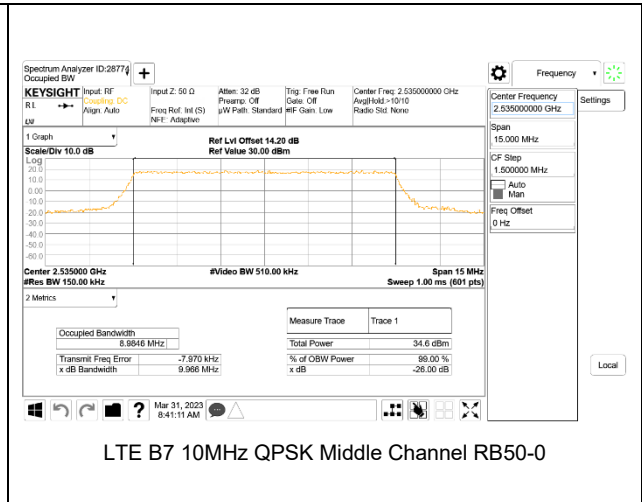 Spectrum Analyzer ID:28774
Occupied BW
Frequency
KEYSIGHT
RL
Input: RF
Coupling: DC
Align: Auto
Input Z: 50 Ω
Freq Ref: Int (S)
NFE: Adaptive
Atten: 32 dB
Preamp: Off
µW Path: Standard
Trig: Free Run
Gate: Off
#IF Gain: Low
Center Freq: 2.535000000 GHz
Avg|Hold:>10/10
Radio Std: None
Center Frequency
2.535000000 GHz
Settings
Span
15.000 MHz
CF Step
1.500000 MHz
Auto
Man
Freq Offset
0 Hz
Local
1 Graph
Scale/Div 10.0 dB
Ref Lvl Offset 14.20 dB
Ref Value 30.00 dBm
Log
20.0
10.0
0.00
-10.0
-20.0
-30.0
-40.0
-50.0
-60.0
Center 2.535000 GHz
#Video BW 510.00 kHz
Span 15 MHz
#Res BW 150.00 kHz
Sweep 1.00 ms (601 pts)
2 Metrics
Measure Trace
Trace 1
Occupied Bandwidth
8.9846 MHz
Total Power
34.6 dBm
Transmit Freq Error
-7.970 kHz
% of OBW Power
99.00 %
x dB Bandwidth
9.966 MHz
x dB
-26.00 dB
Mar 31, 2023
8:41:11 AM
LTE B7 10MHz QPSK Middle Channel RB50-0